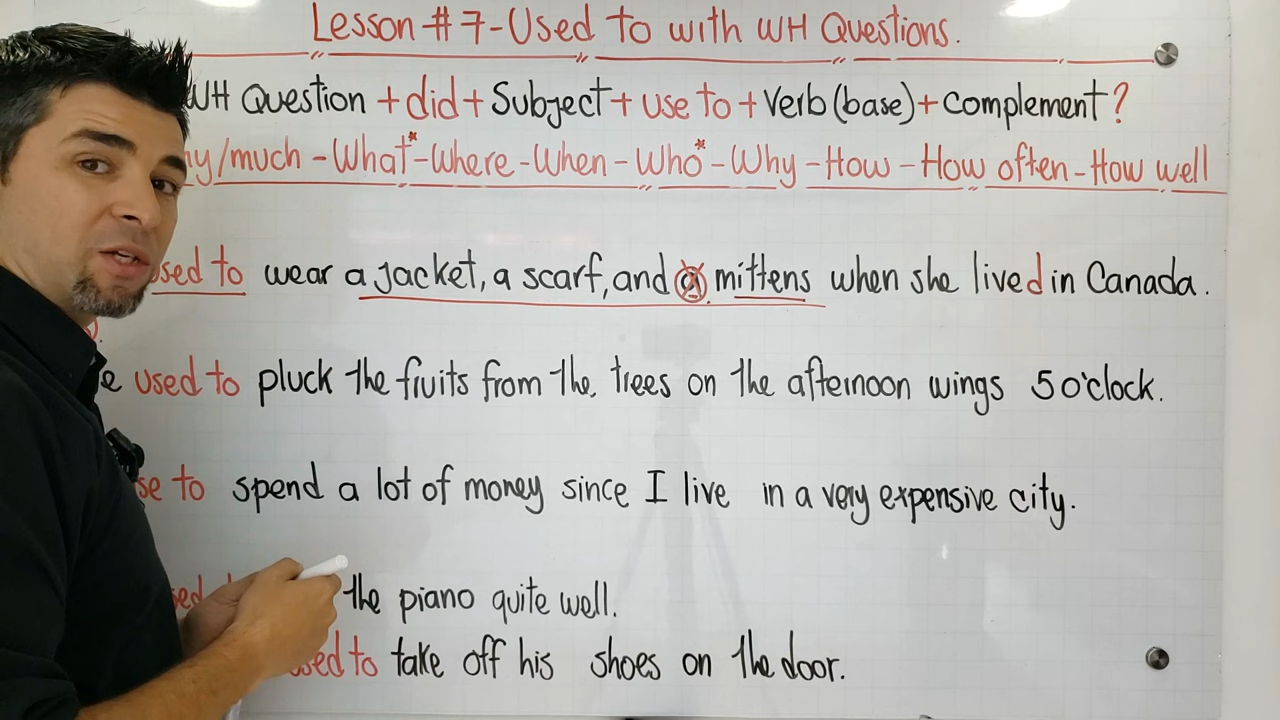 Lesson #7-Used to with WH Questions.
WH Question + did + Subject + use to + Verb (base) + Complement?
/much - What* - Where - When - Who* - Why - How - How often - How well
used to wear a jacket, a scarf, and a mittens when she lived in Canada.
used to pluck the fruits from the, trees on the afternoon wings 5 o'clock.
use to spend a lot of money since I live in a very expensive city.
the piano quite well.
used to take off his shoes on the door.